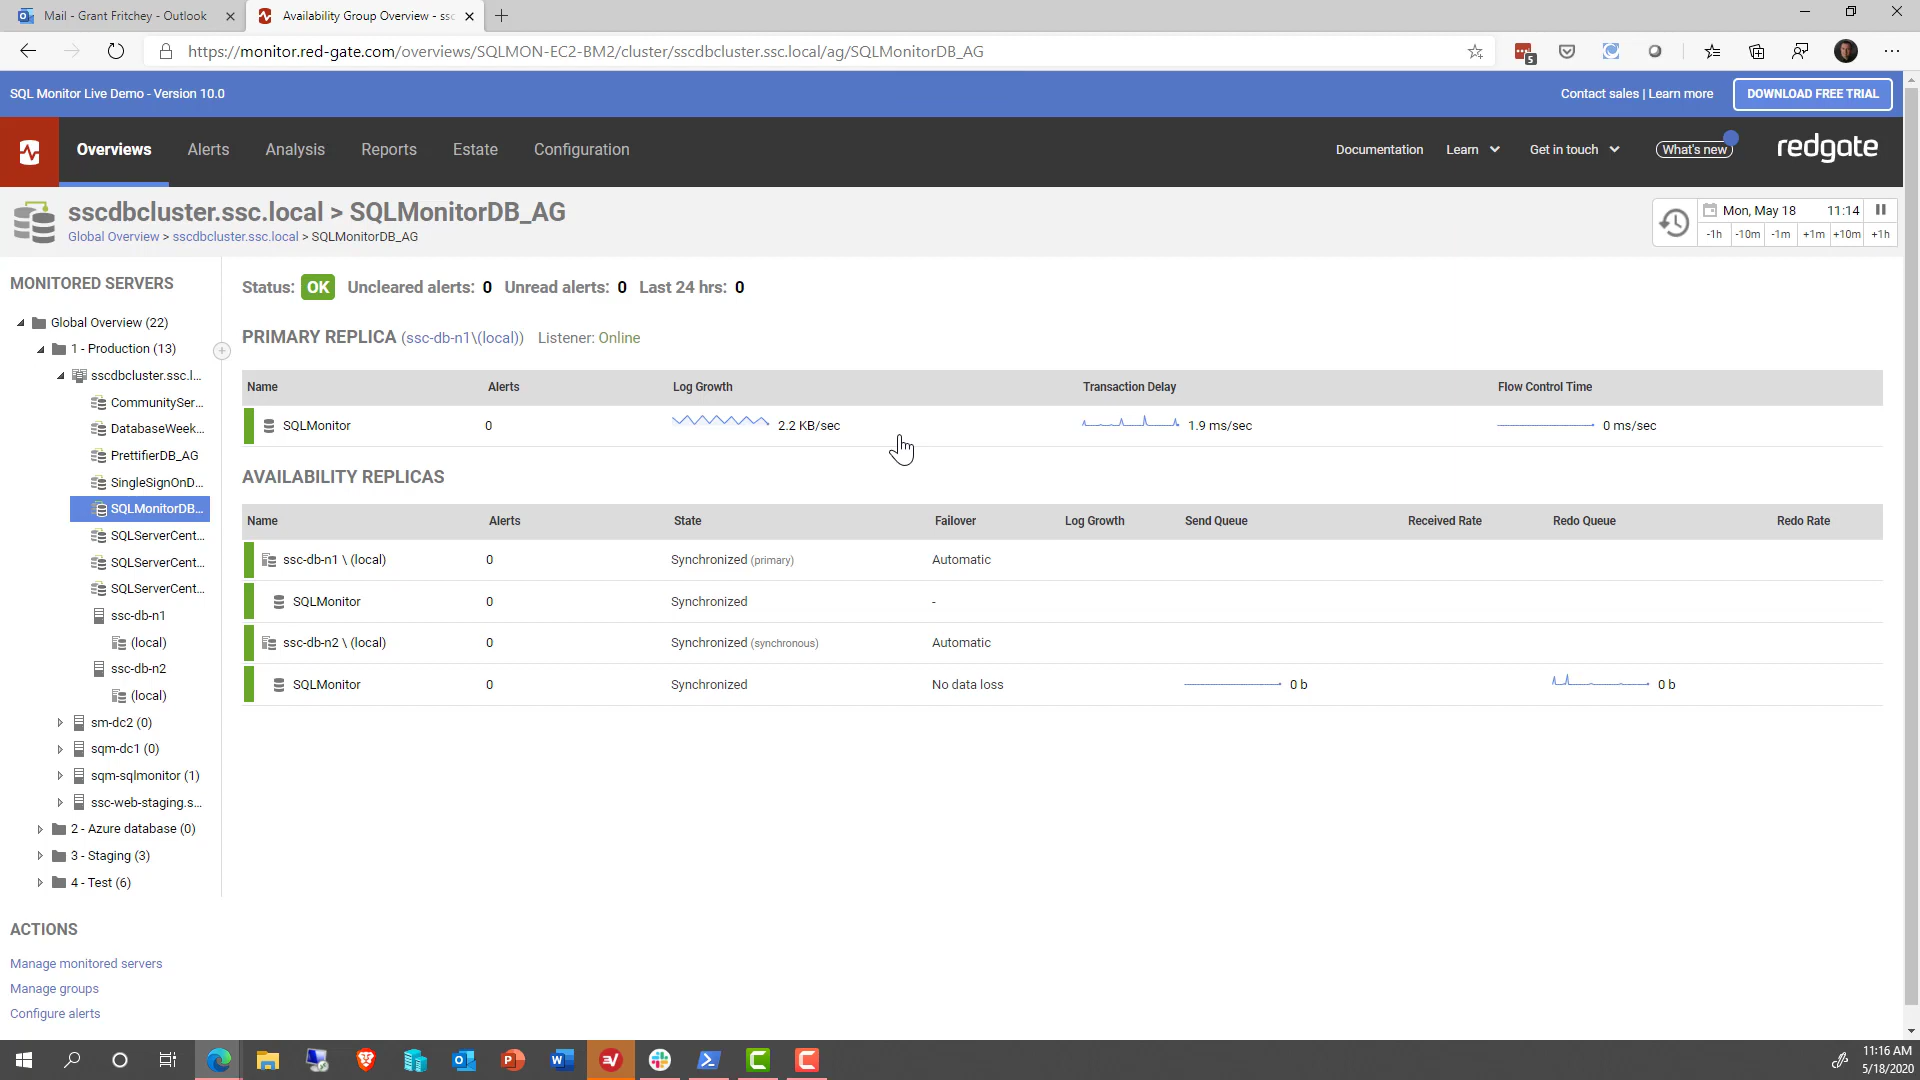 Mail - Grant Fritchey - Outlook
Availability Group Overview - ssc
https://monitor.red-gate.com/overviews/SQLMON-EC2-BM2/cluster/sscdbcluster.ssc.local/ag/SQLMonitorDB_AG
5
SQL Monitor Live Demo - Version 10.0
Contact sales | Learn more
DOWNLOAD FREE TRIAL
Overviews Alerts Analysis Reports Estate Configuration
Documentation Learn Get in touch What's new redgate
sscdbcluster.ssc.local > SQLMonitorDB_AG
Global Overview > sscdbcluster.ssc.local > SQLMonitorDB_AG
Mon, May 18 11:14
-1h -10m -1m +1m +10m +1h
MONITORED SERVERS
Global Overview (22)
1 - Production (13)
sscdbcluster.ssc.l...
CommunitySer...
DatabaseWeek...
PrettifierDB_AG
SingleSignOnD...
SQLMonitorDB...
SQLServerCent...
SQLServerCent...
SQLServerCent...
ssc-db-n1
(local)
ssc-db-n2
(local)
sm-dc2 (0)
sqm-dc1 (0)
sqm-sqlmonitor (1)
ssc-web-staging.s...
2 - Azure database (0)
3 - Staging (3)
4 - Test (6)
ACTIONS
Manage monitored servers
Manage groups
Configure alerts
Status: OK Uncleared alerts: 0 Unread alerts: 0 Last 24 hrs: 0
PRIMARY REPLICA (ssc-db-n1\(local)) Listener: Online
Name Alerts Log Growth Transaction Delay Flow Control Time
SQLMonitor 0 2.2 KB/sec 1.9 ms/sec 0 ms/sec
AVAILABILITY REPLICAS
Name Alerts State Failover Log Growth Send Queue Received Rate Redo Queue Redo Rate
ssc-db-n1 \ (local) 0 Synchronized (primary) Automatic
SQLMonitor 0 Synchronized -
ssc-db-n2 \ (local) 0 Synchronized (synchronous) Automatic
SQLMonitor 0 Synchronized No data loss 0 b 0 b
11:16 AM
5/18/2020